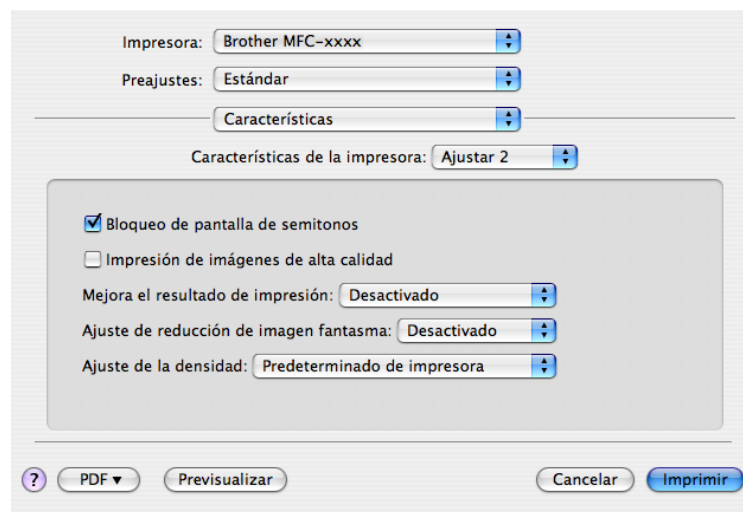 Impresora: Brother MFC-xxxx
Preajustes: Estándar
Características
Características de la impresora: Ajustar 2
Bloqueo de pantalla de semitonos
Impresión de imágenes de alta calidad
Mejora el resultado de impresión: Desactivado
Ajuste de reducción de imagen fantasma: Desactivado
Ajuste de la densidad: Predeterminado de impresora
? PDF▼ Previsualizar Cancelar Imprimir